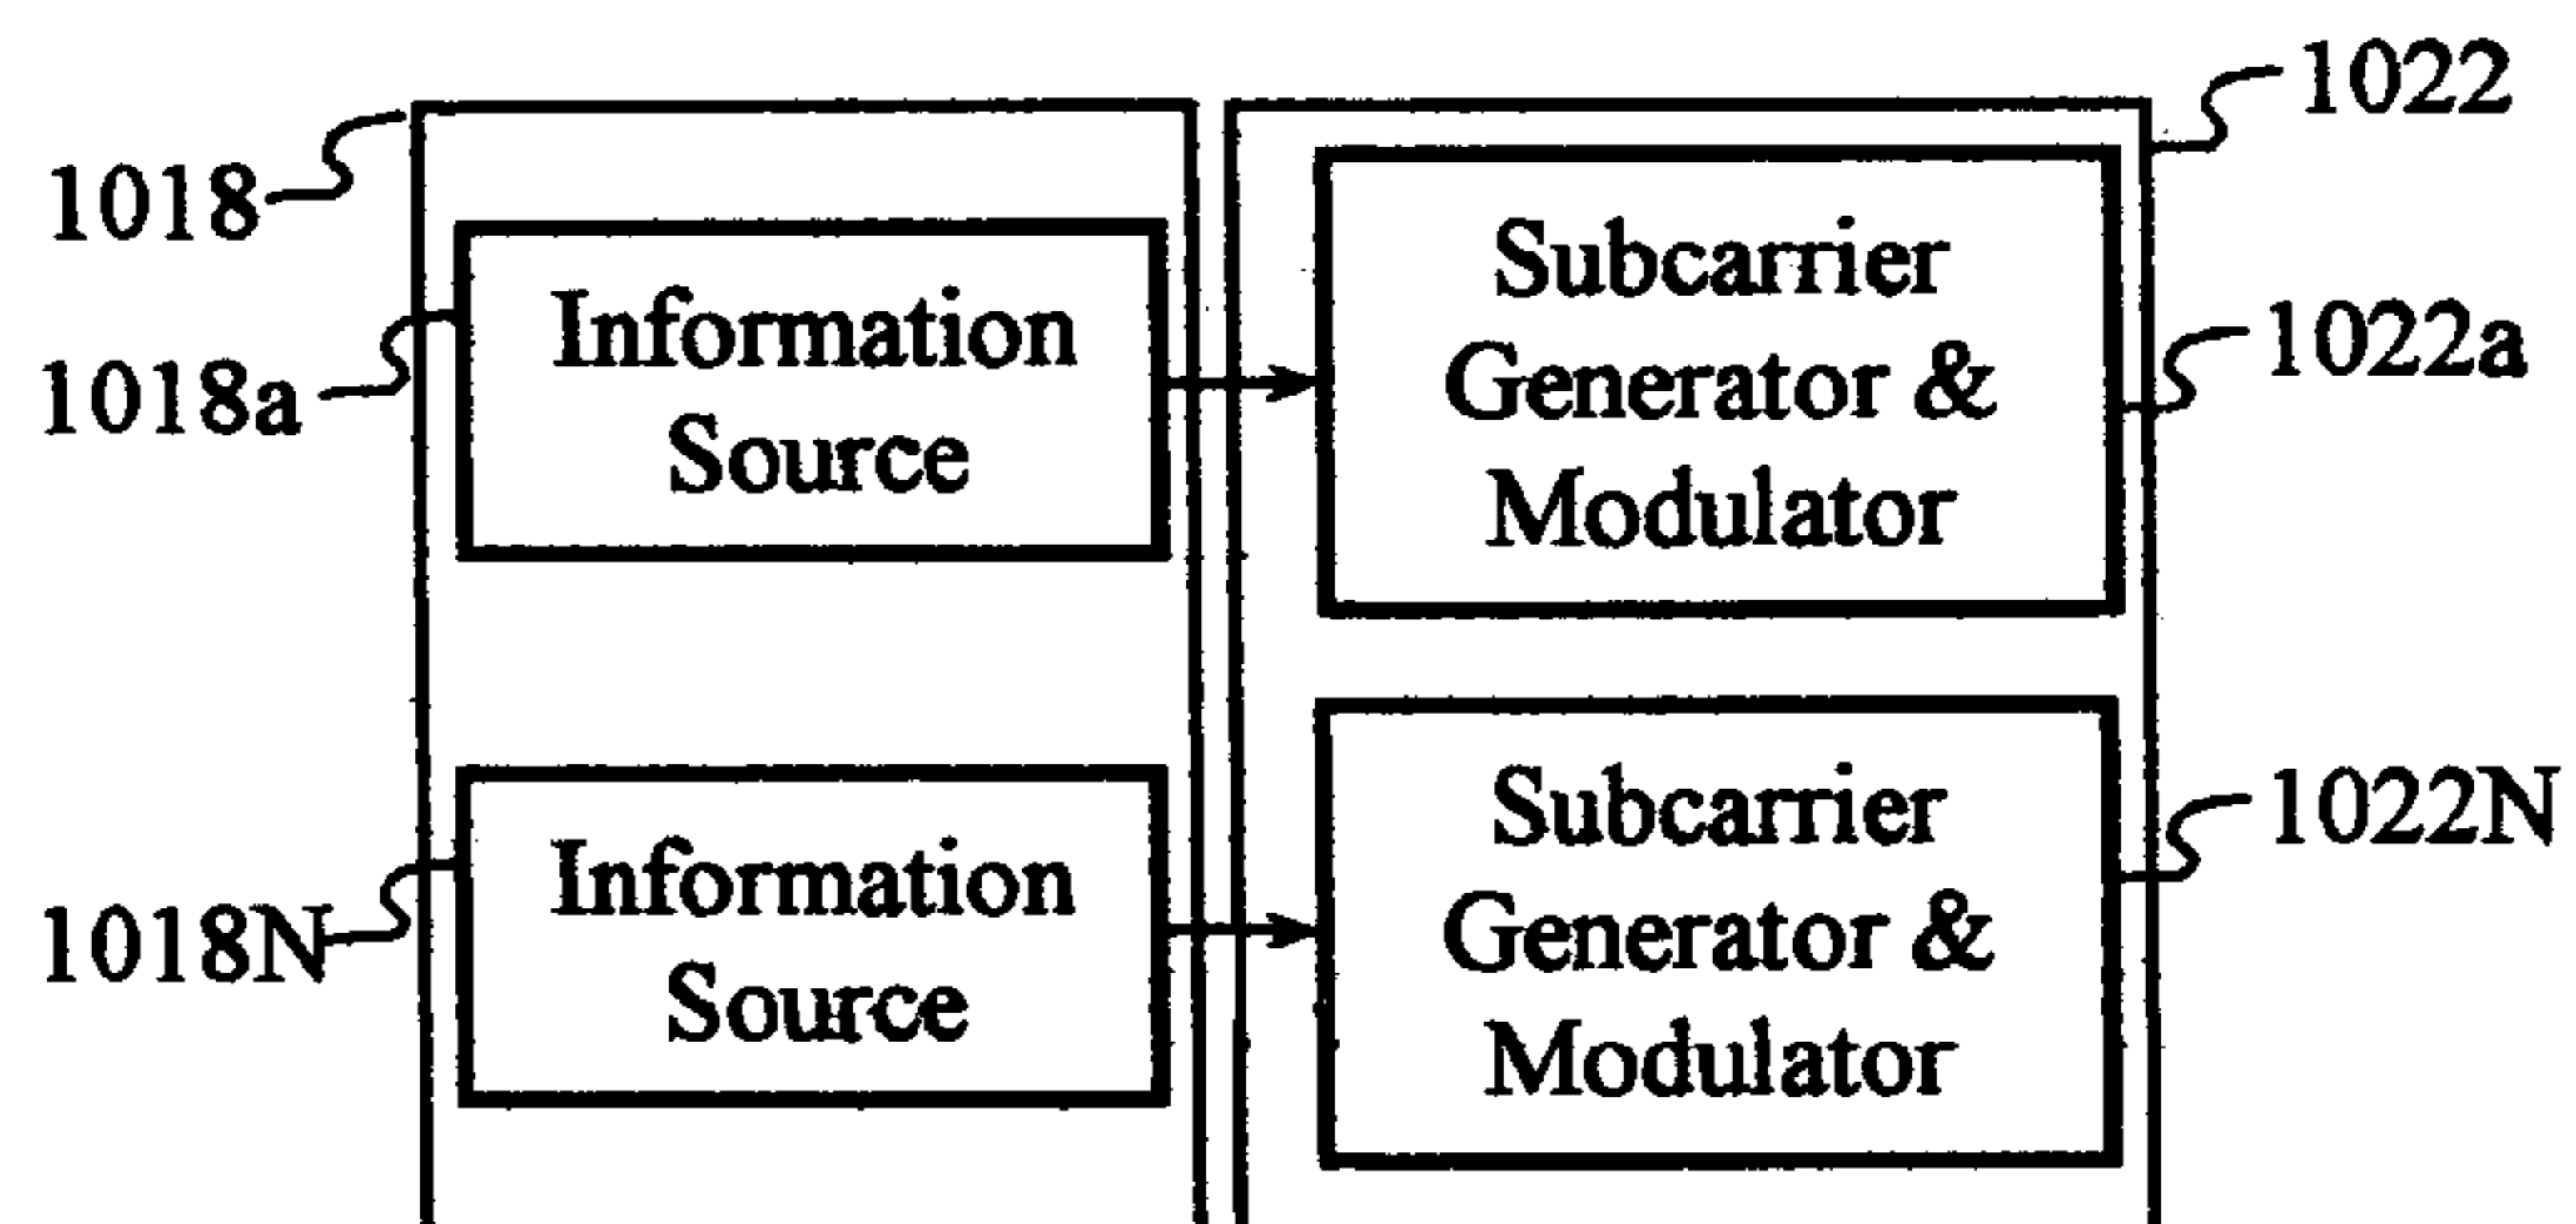 1022
1018
1018a
Information
Source
Subcarrier
Generator &
Modulator
1022a
1018N
Information
Source
Subcarrier
Generator &
Modulator
1022N